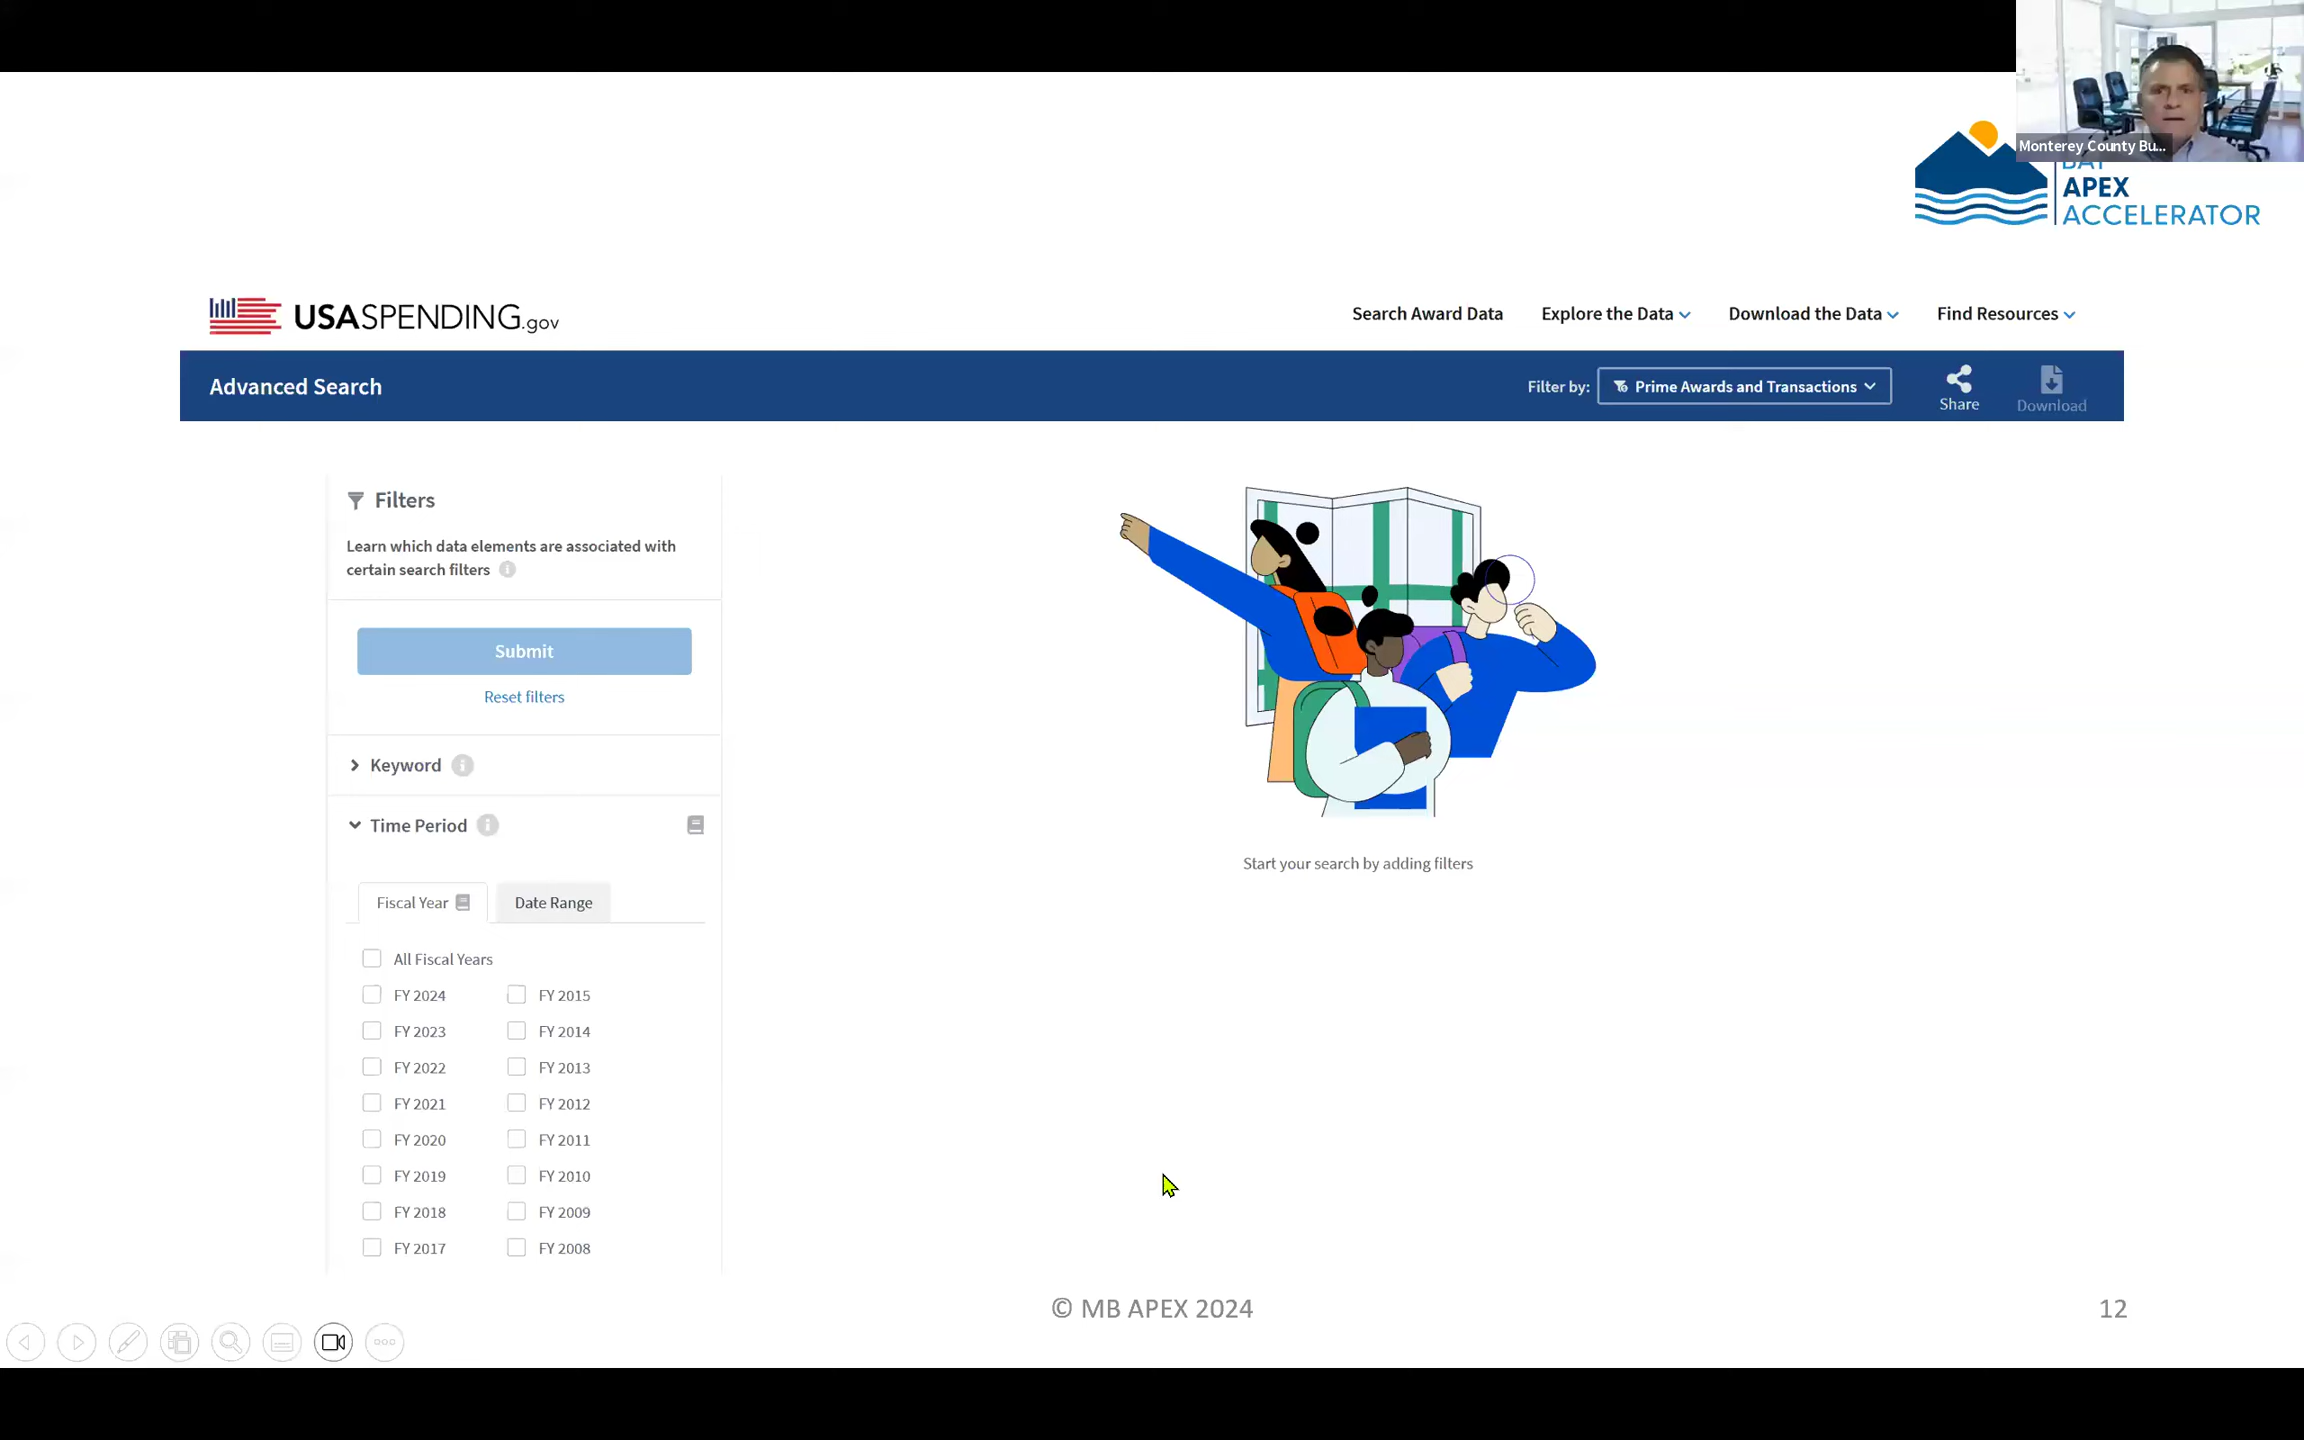 Monterey County Bu...
BAY
APEX
ACCELERATOR
USASPENDING.gov
Search Award Data
Explore the Data
Download the Data
Find Resources
Advanced Search
Filter by:
Prime Awards and Transactions
Share
Download
Filters
Learn which data elements are associated with
certain search filters
Submit
Reset filters
Keyword
Time Period
Fiscal Year
Date Range
All Fiscal Years
FY 2024
FY 2015
FY 2023
FY 2014
FY 2022
FY 2013
FY 2021
FY 2012
FY 2020
FY 2011
FY 2019
FY 2010
FY 2018
FY 2009
FY 2017
FY 2008
Start your search by adding filters
© MB APEX 2024
12